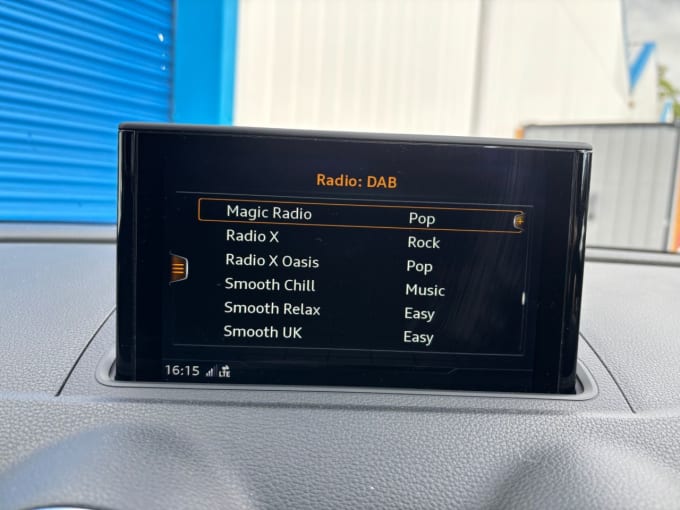 Radio: DAB
Magic Radio Pop
Radio X Rock
Radio X Oasis Pop
Smooth Chill Music
Smooth Relax Easy
Smooth UK Easy
16:15 LTE